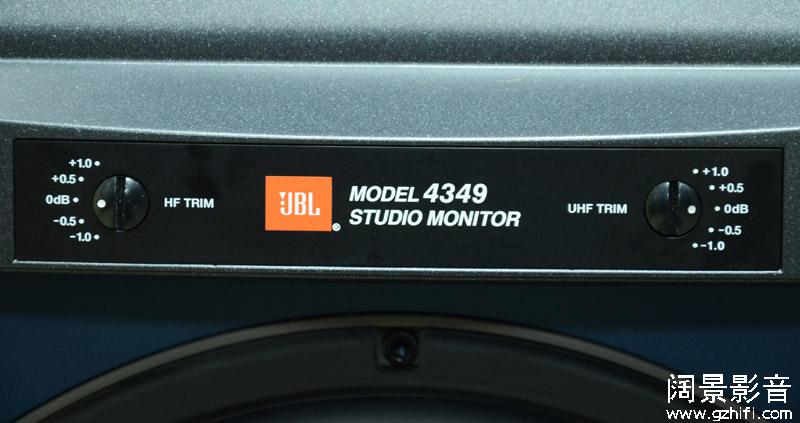 +1.0
+0.5
0dB
-0.5
-1.0
HF TRIM
JBL
®
MODEL 4349
STUDIO MONITOR
UHF TRIM
+1.0
+0.5
0dB
-0.5
-1.0
阔景影音
www.gzhifi.com